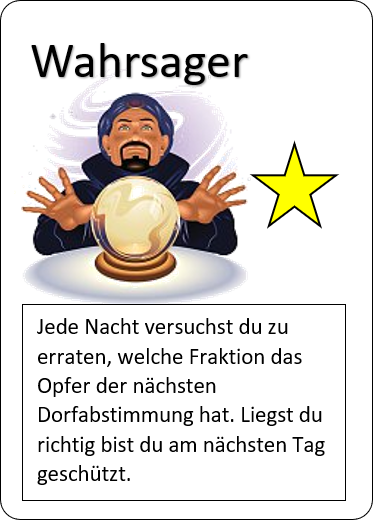 Wahrsager
Jede Nacht versuchst du zu
erraten, welche Fraktion das
Opfer der nächsten
Dorfabstimmung hat. Liegst du
richtig bist du am nächsten Tag
geschützt.